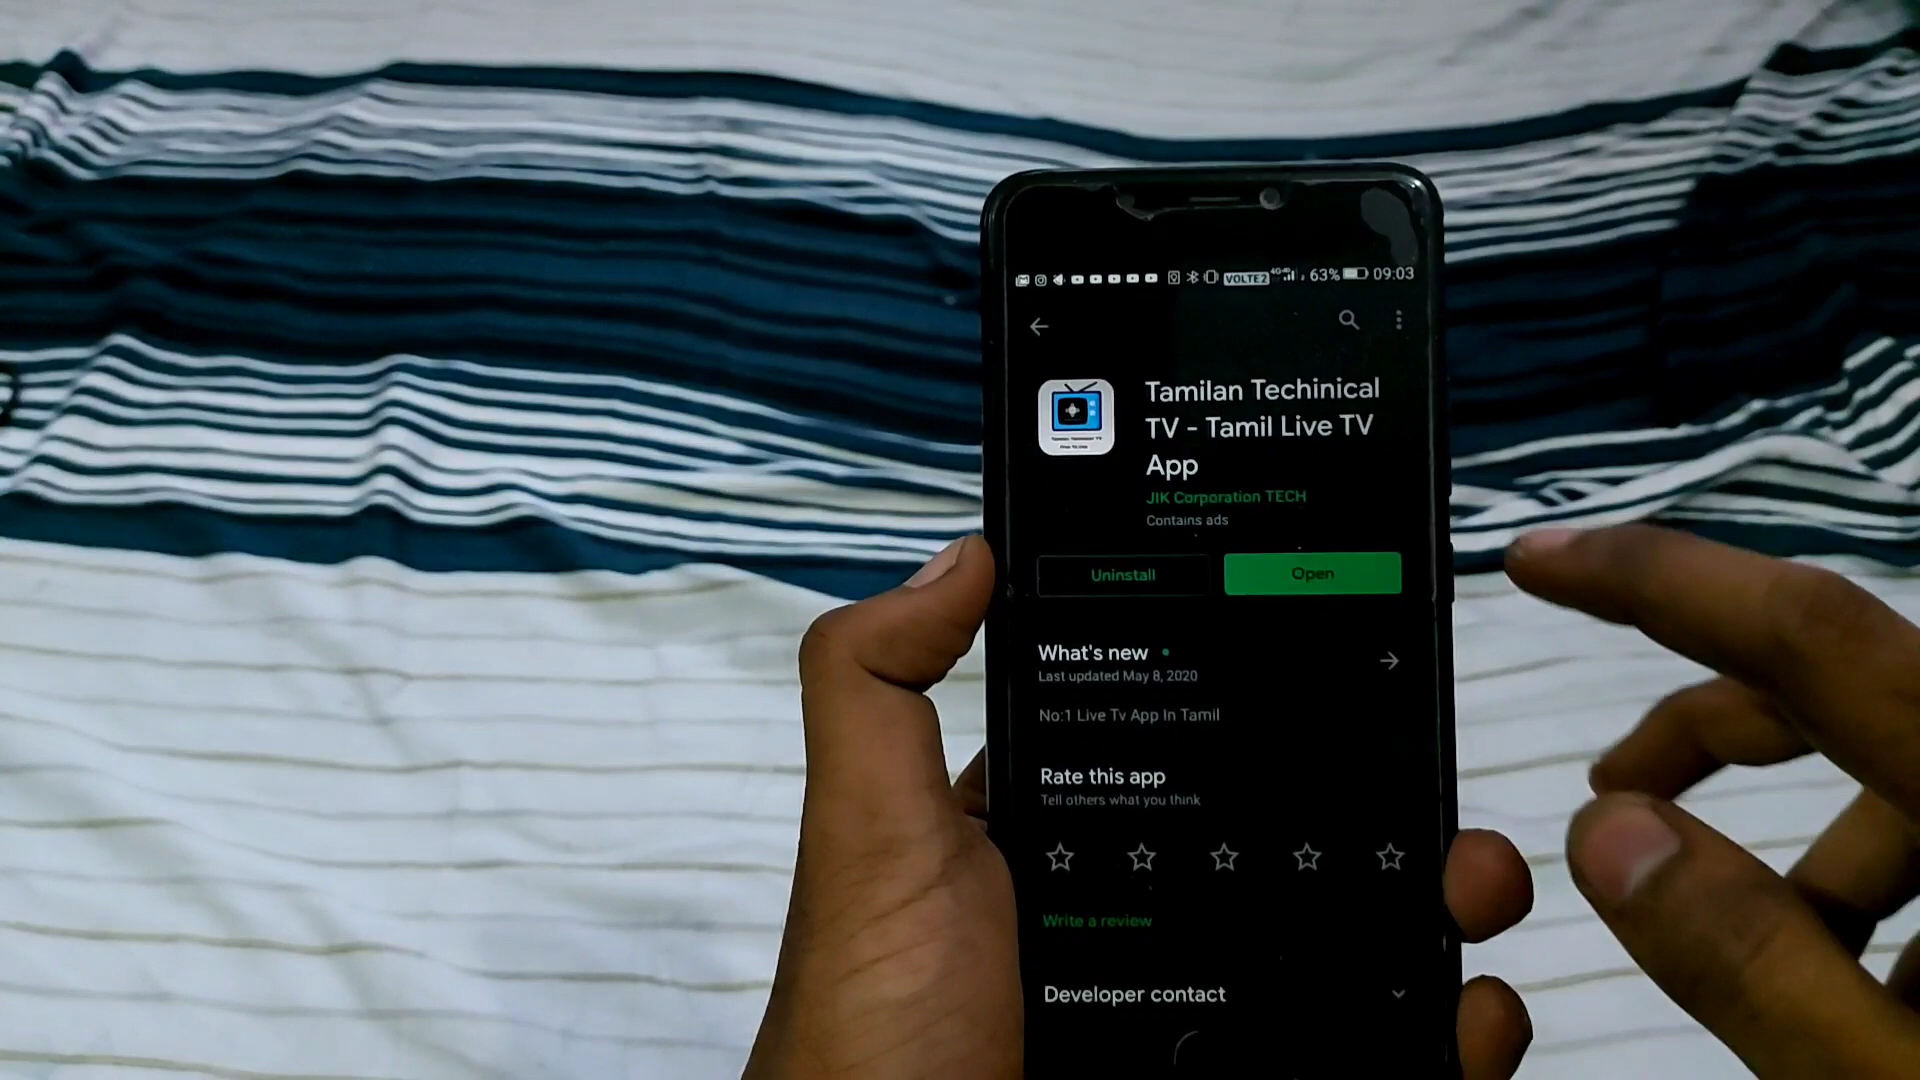 VOLTE2 4G 63% 09:03
Tamilan Techinical
TV - Tamil Live TV
App
JIK Corporation TECH
Contains ads
Uninstall
Open
What's new
Last updated May 8, 2020
No:1 Live Tv App In Tamil
Rate this app
Tell others what you think
Write a review
Developer contact